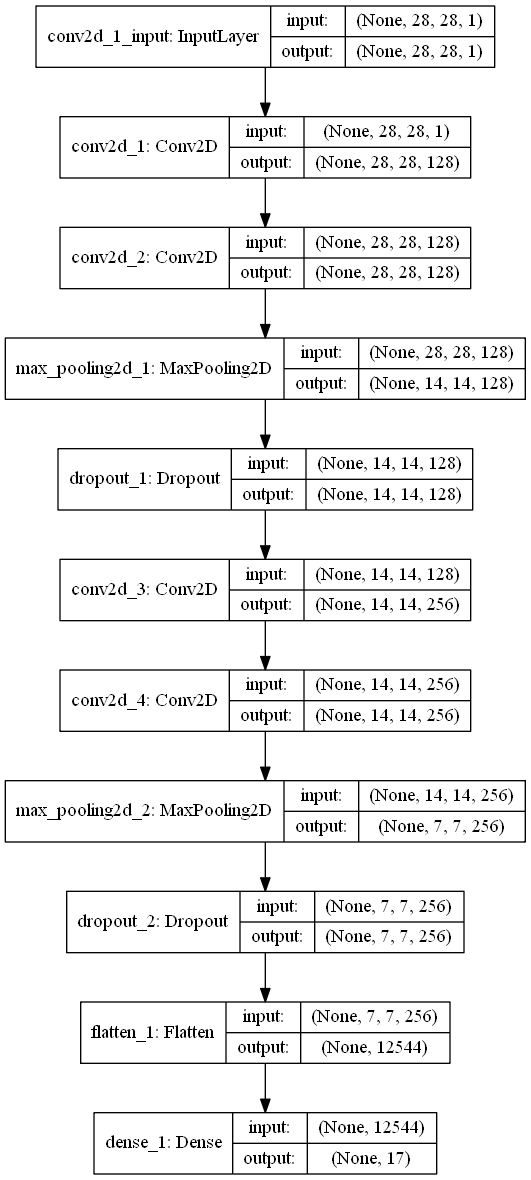 conv2d_1_input: InputLayer
input: (None, 28, 28, 1)
output: (None, 28, 28, 1)
conv2d_1: Conv2D
input: (None, 28, 28, 1)
output: (None, 28, 28, 128)
conv2d_2: Conv2D
input: (None, 28, 28, 128)
output: (None, 28, 28, 128)
max_pooling2d_1: MaxPooling2D
input: (None, 28, 28, 128)
output: (None, 14, 14, 128)
dropout_1: Dropout
input: (None, 14, 14, 128)
output: (None, 14, 14, 128)
conv2d_3: Conv2D
input: (None, 14, 14, 128)
output: (None, 14, 14, 256)
conv2d_4: Conv2D
input: (None, 14, 14, 256)
output: (None, 14, 14, 256)
max_pooling2d_2: MaxPooling2D
input: (None, 14, 14, 256)
output: (None, 7, 7, 256)
dropout_2: Dropout
input: (None, 7, 7, 256)
output: (None, 7, 7, 256)
flatten_1: Flatten
input: (None, 7, 7, 256)
output: (None, 12544)
dense_1: Dense
input: (None, 12544)
output: (None, 17)